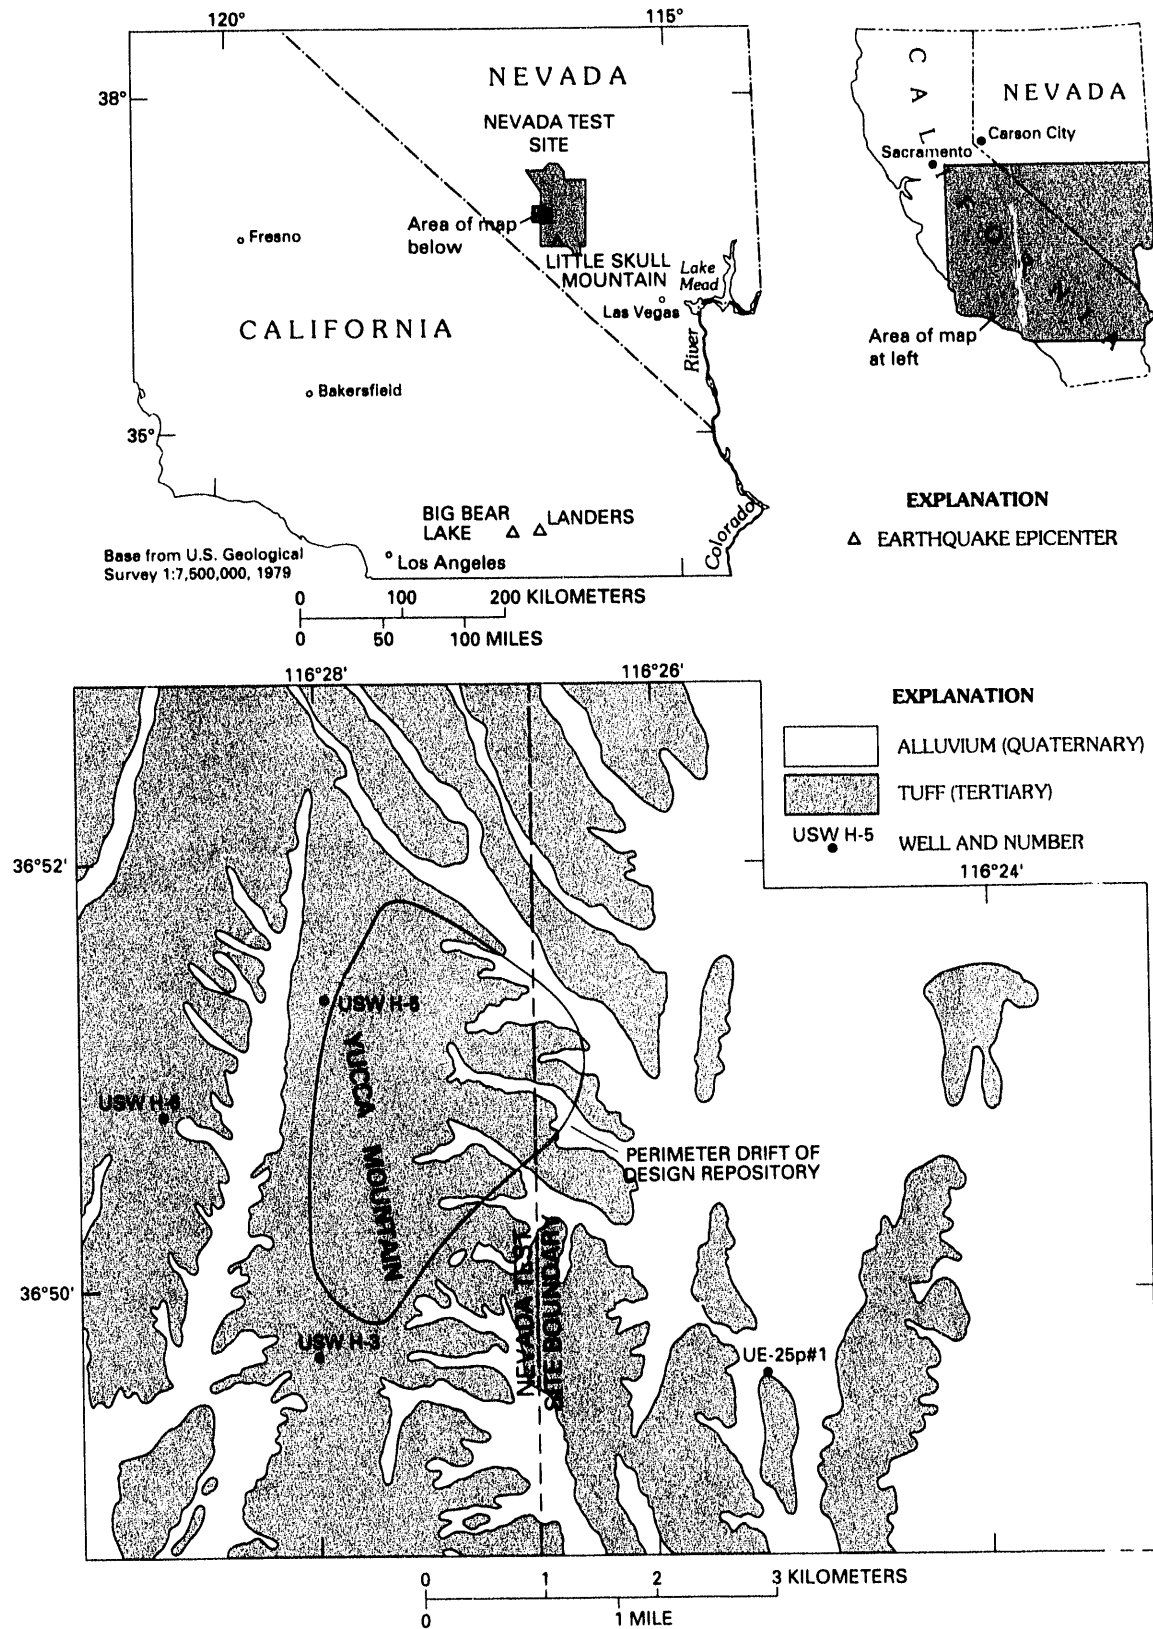 120°
115°
NEVADA
38°
NEVADA TEST
SITE
Area of map
below
Fresno
LITTLE SKULL
MOUNTAIN
Lake
Mead
Las Vegas
CALIFORNIA
River
Bakersfield
35°
BIG BEAR
LAKE
LANDERS
Colorado
Base from U.S. Geological
Survey 1:7,500,000, 1979
Los Angeles
0 100 200 KILOMETERS
0 50 100 MILES
CALIFORNIA
NEVADA
Carson City
Sacramento
Area of map
at left
EXPLANATION
EARTHQUAKE EPICENTER
116°28'
116°26'
EXPLANATION
ALLUVIUM (QUATERNARY)
TUFF (TERTIARY)
USW H-5
WELL AND NUMBER
116°24'
36°52'
USW H-5
YUCCA MOUNTAIN
USW H-6
PERIMETER DRIFT OF
DESIGN REPOSITORY
NEVADA TEST
SITE BOUNDARY
36°50'
USW H-3
UE-25p#1
0 1 2 3 KILOMETERS
0 1 MILE